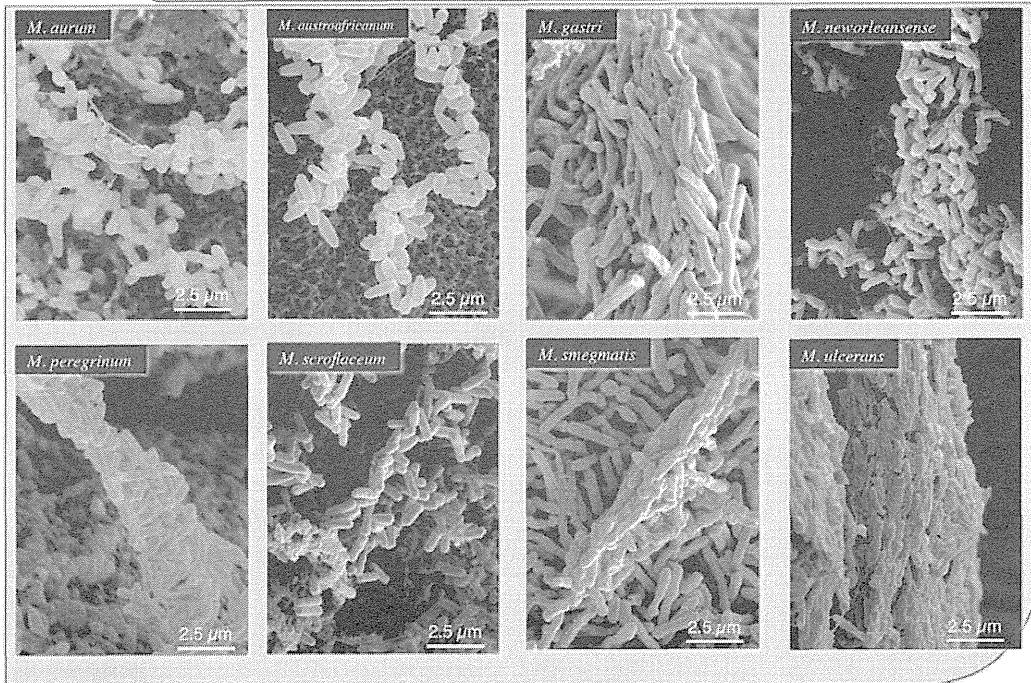 M. aurum
M. austroafricanum
M. gastri
M. neworleansense
2.5 µm
2.5 µm
2.5 µm
2.5 µm
M. peregrinum
M. scroflaceum
M. smegmatis
M. ulcerans
2.5 µm
2.5 µm
2.5 µm
2.5 µm